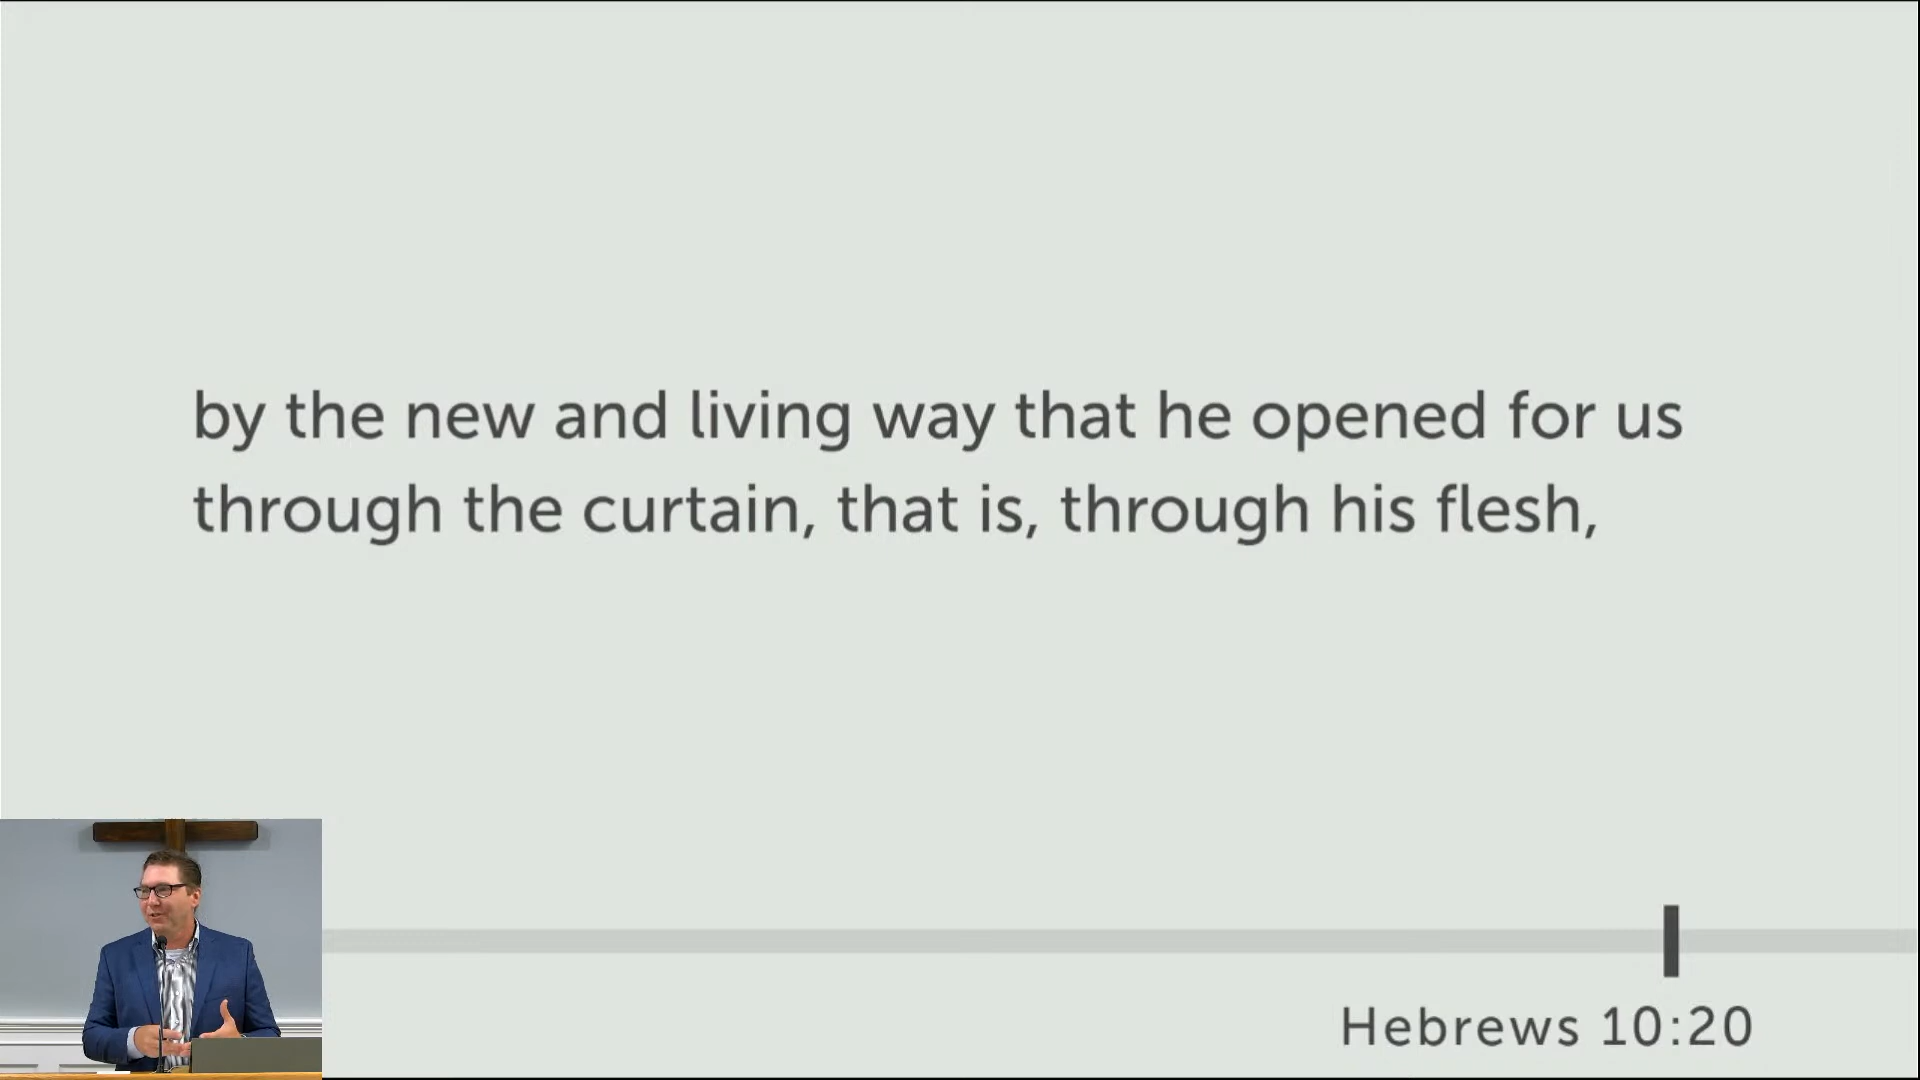 by the new and living way that he opened for us
through the curtain, that is, through his flesh,
Hebrews 10:20